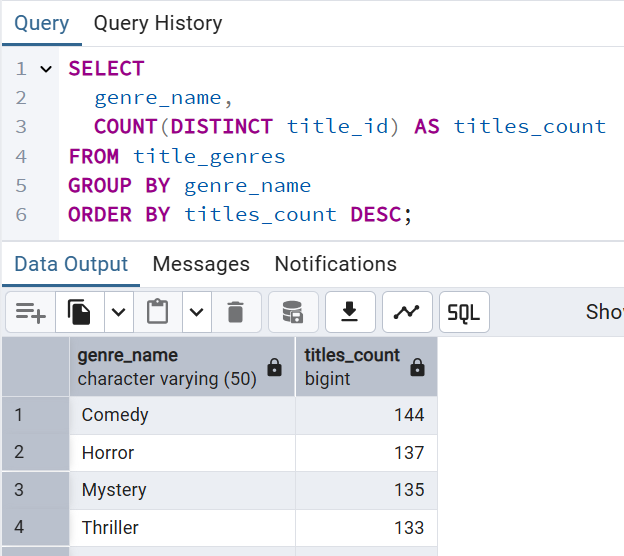 Query Query History
1 SELECT
2 genre_name,
3 COUNT(DISTINCT title_id) AS titles_count
4 FROM title_genres
5 GROUP BY genre_name
6 ORDER BY titles_count DESC;
Data Output Messages Notifications
SQL Sho
genre_name titles_count
character varying (50) bigint
1 Comedy 144
2 Horror 137
3 Mystery 135
4 Thriller 133